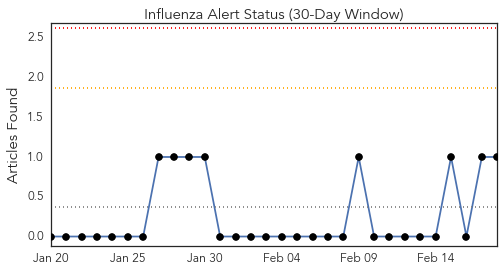 Influenza Alert Status (30-Day Window)
Articles Found
2.5
2.0
1.5
1.0
0.5
0.0
Jan 20 Jan 25 Jan 30 Feb 04 Feb 09 Feb 14